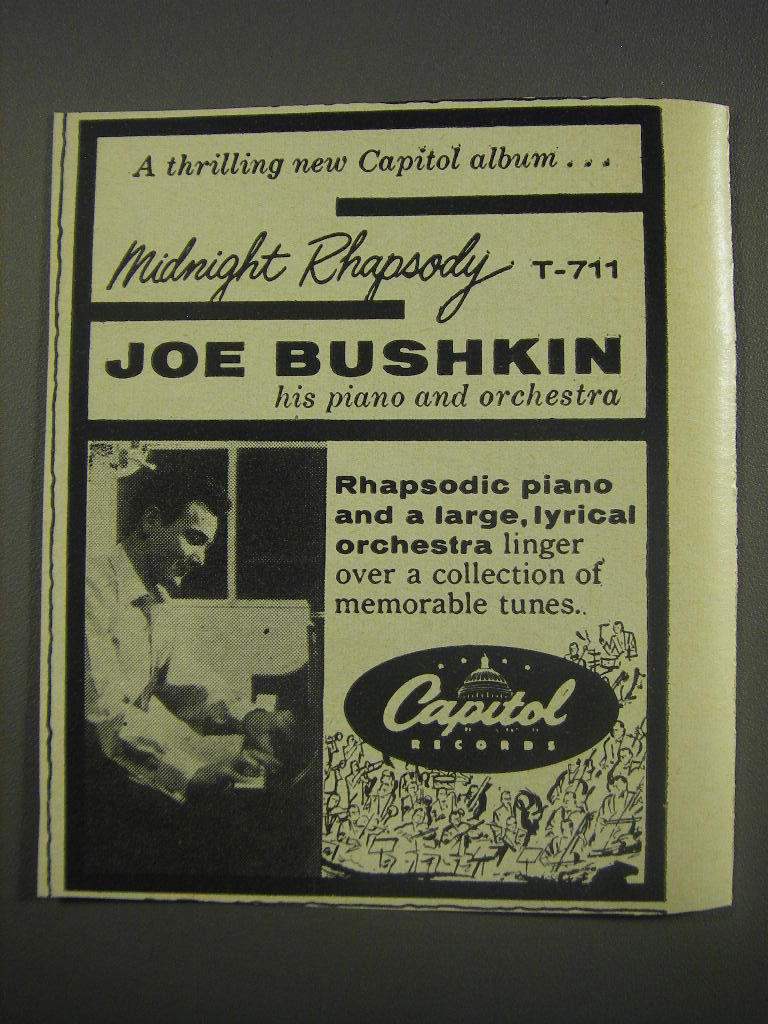 A thrilling new Capitol album . . .
Midnight Rhapsody T-711
JOE BUSHKIN
his piano and orchestra
Rhapsodic piano
and a large, lyrical
orchestra linger
over a collection of
memorable tunes..
Capitol
RECORDS